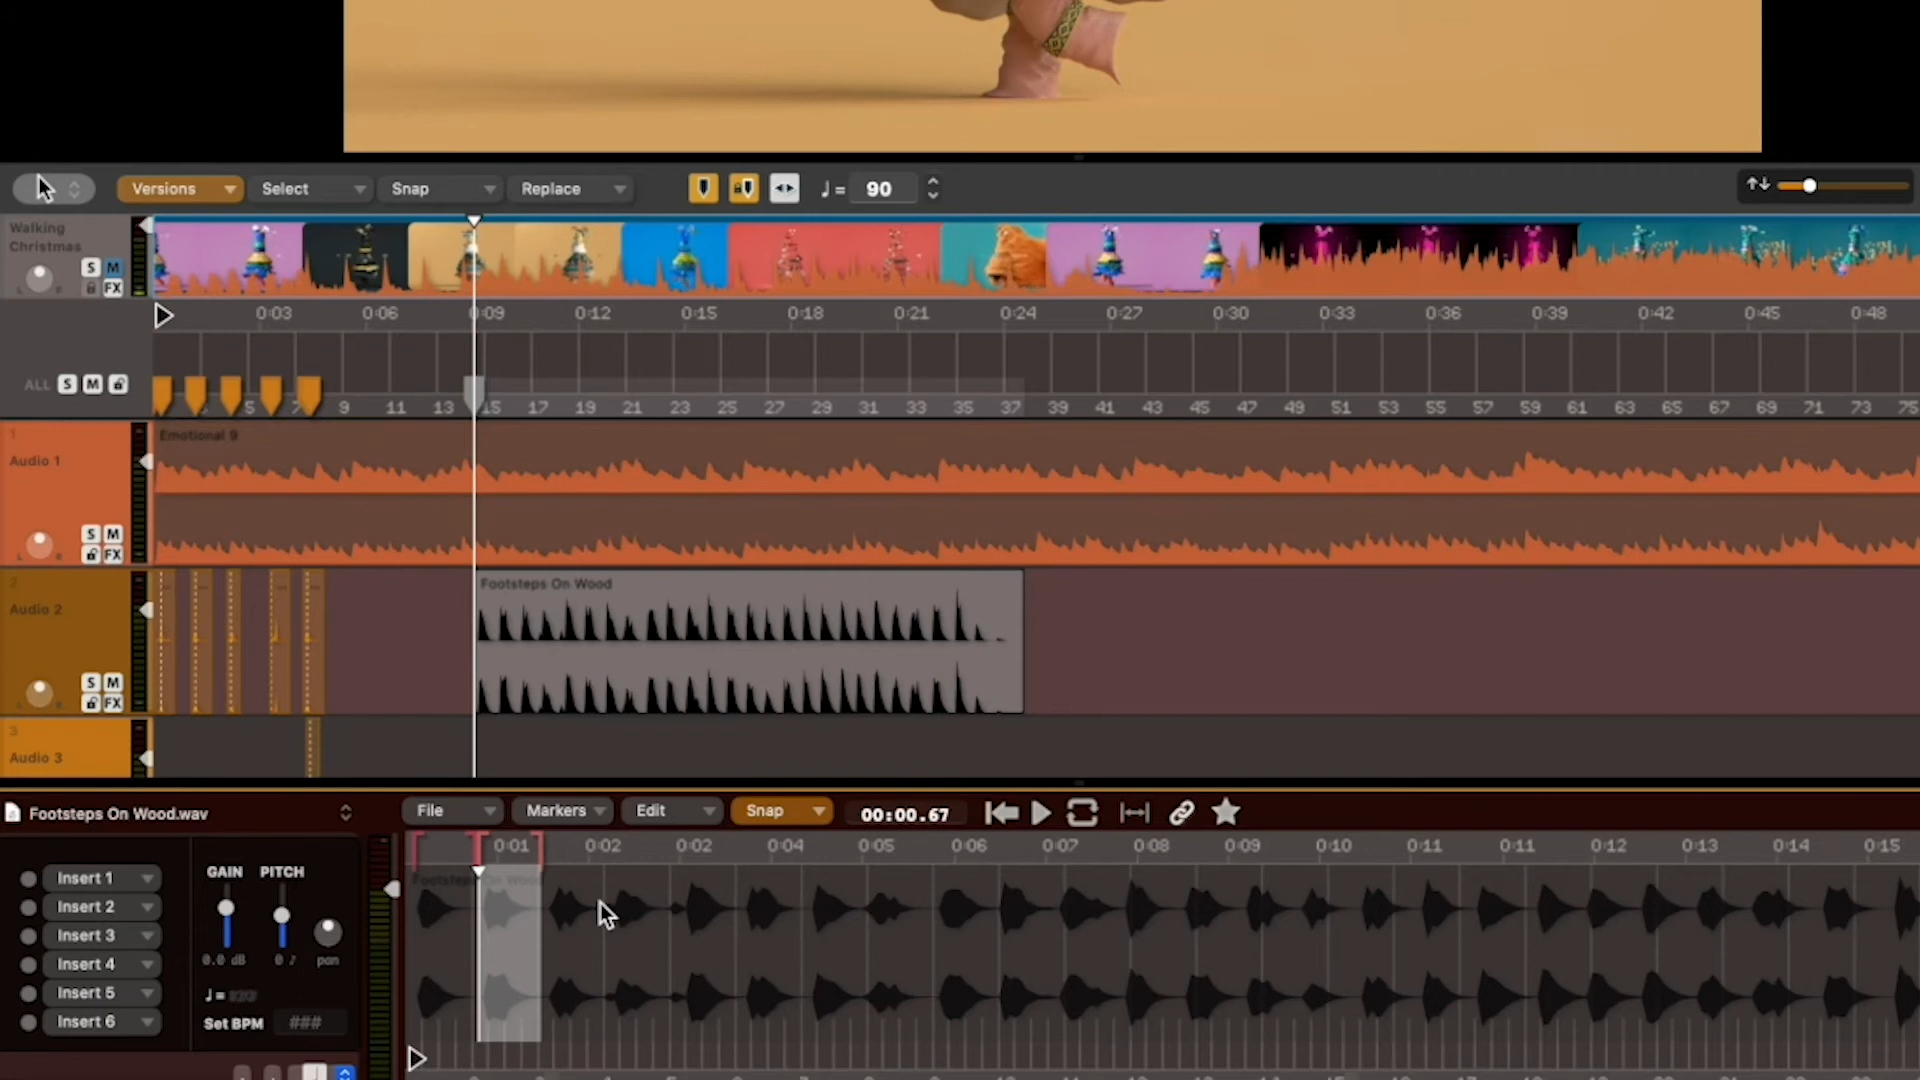 Versions Select Snap Replace ♩= 90
Walking
Christmas
S M
FX
0:03 0:06 0:09 0:12 0:15 0:18 0:21 0:24 0:27 0:30 0:33 0:36 0:39 0:42 0:45 0:48
ALL S M
5 7 9 11 13 15 17 19 21 23 25 27 29 31 33 35 37 39 41 43 45 47 49 51 53 55 57 59 61 63 65 67 69 71 73 75
1
Emotional 9
Audio 1
S M
FX
2
Footsteps On Wood
Audio 2
S M
FX
3
Audio 3
Footsteps On Wood.wav File Markers Edit Snap 00:00.67
0:01 0:02 0:02 0:04 0:05 0:06 0:07 0:08 0:09 0:10 0:11 0:11 0:13 0:14 0:15
Footsteps On Wood
GAIN PITCH
Insert 1
Insert 2
Insert 3
Insert 4
Insert 5
Insert 6
0.0 dB 0 ♪ pan
♩=
Set BPM ###